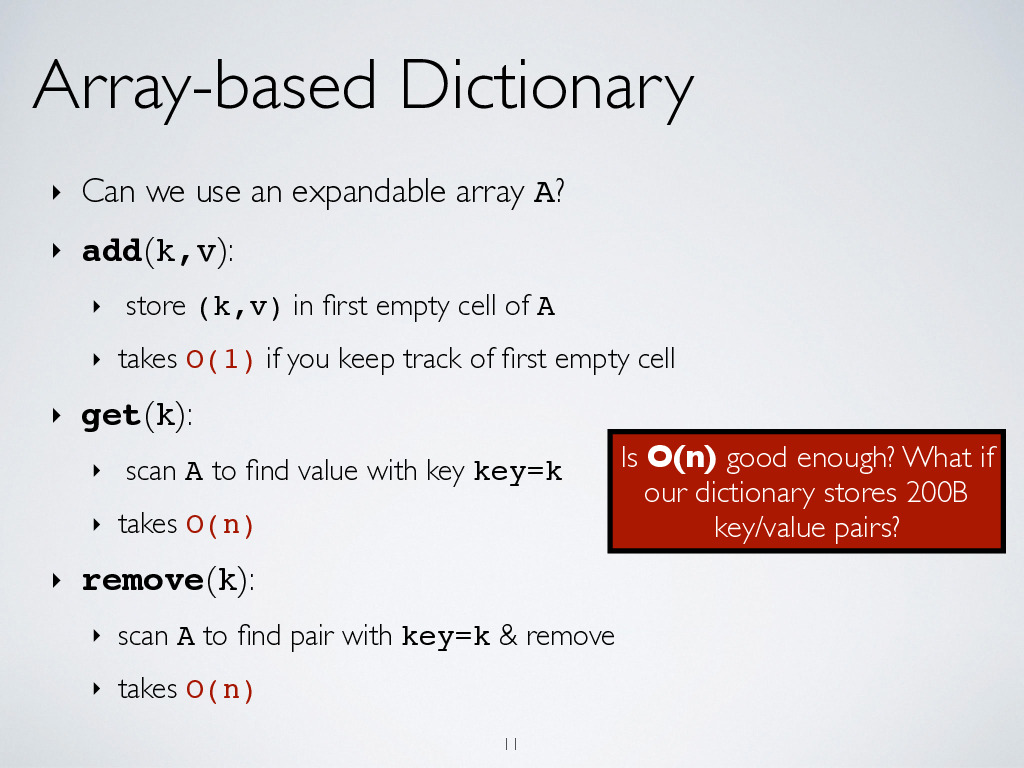 Array-based Dictionary
‣ Can we use an expandable array A?
‣ add(k,v):
‣ store (k,v) in first empty cell of A
‣ takes O(1) if you keep track of first empty cell
‣ get(k):
‣ scan A to find value with key key=k
‣ takes O(n)
Is O(n) good enough? What if
our dictionary stores 200B
key/value pairs?
‣ remove(k):
‣ scan A to find pair with key=k & remove
‣ takes O(n)
11